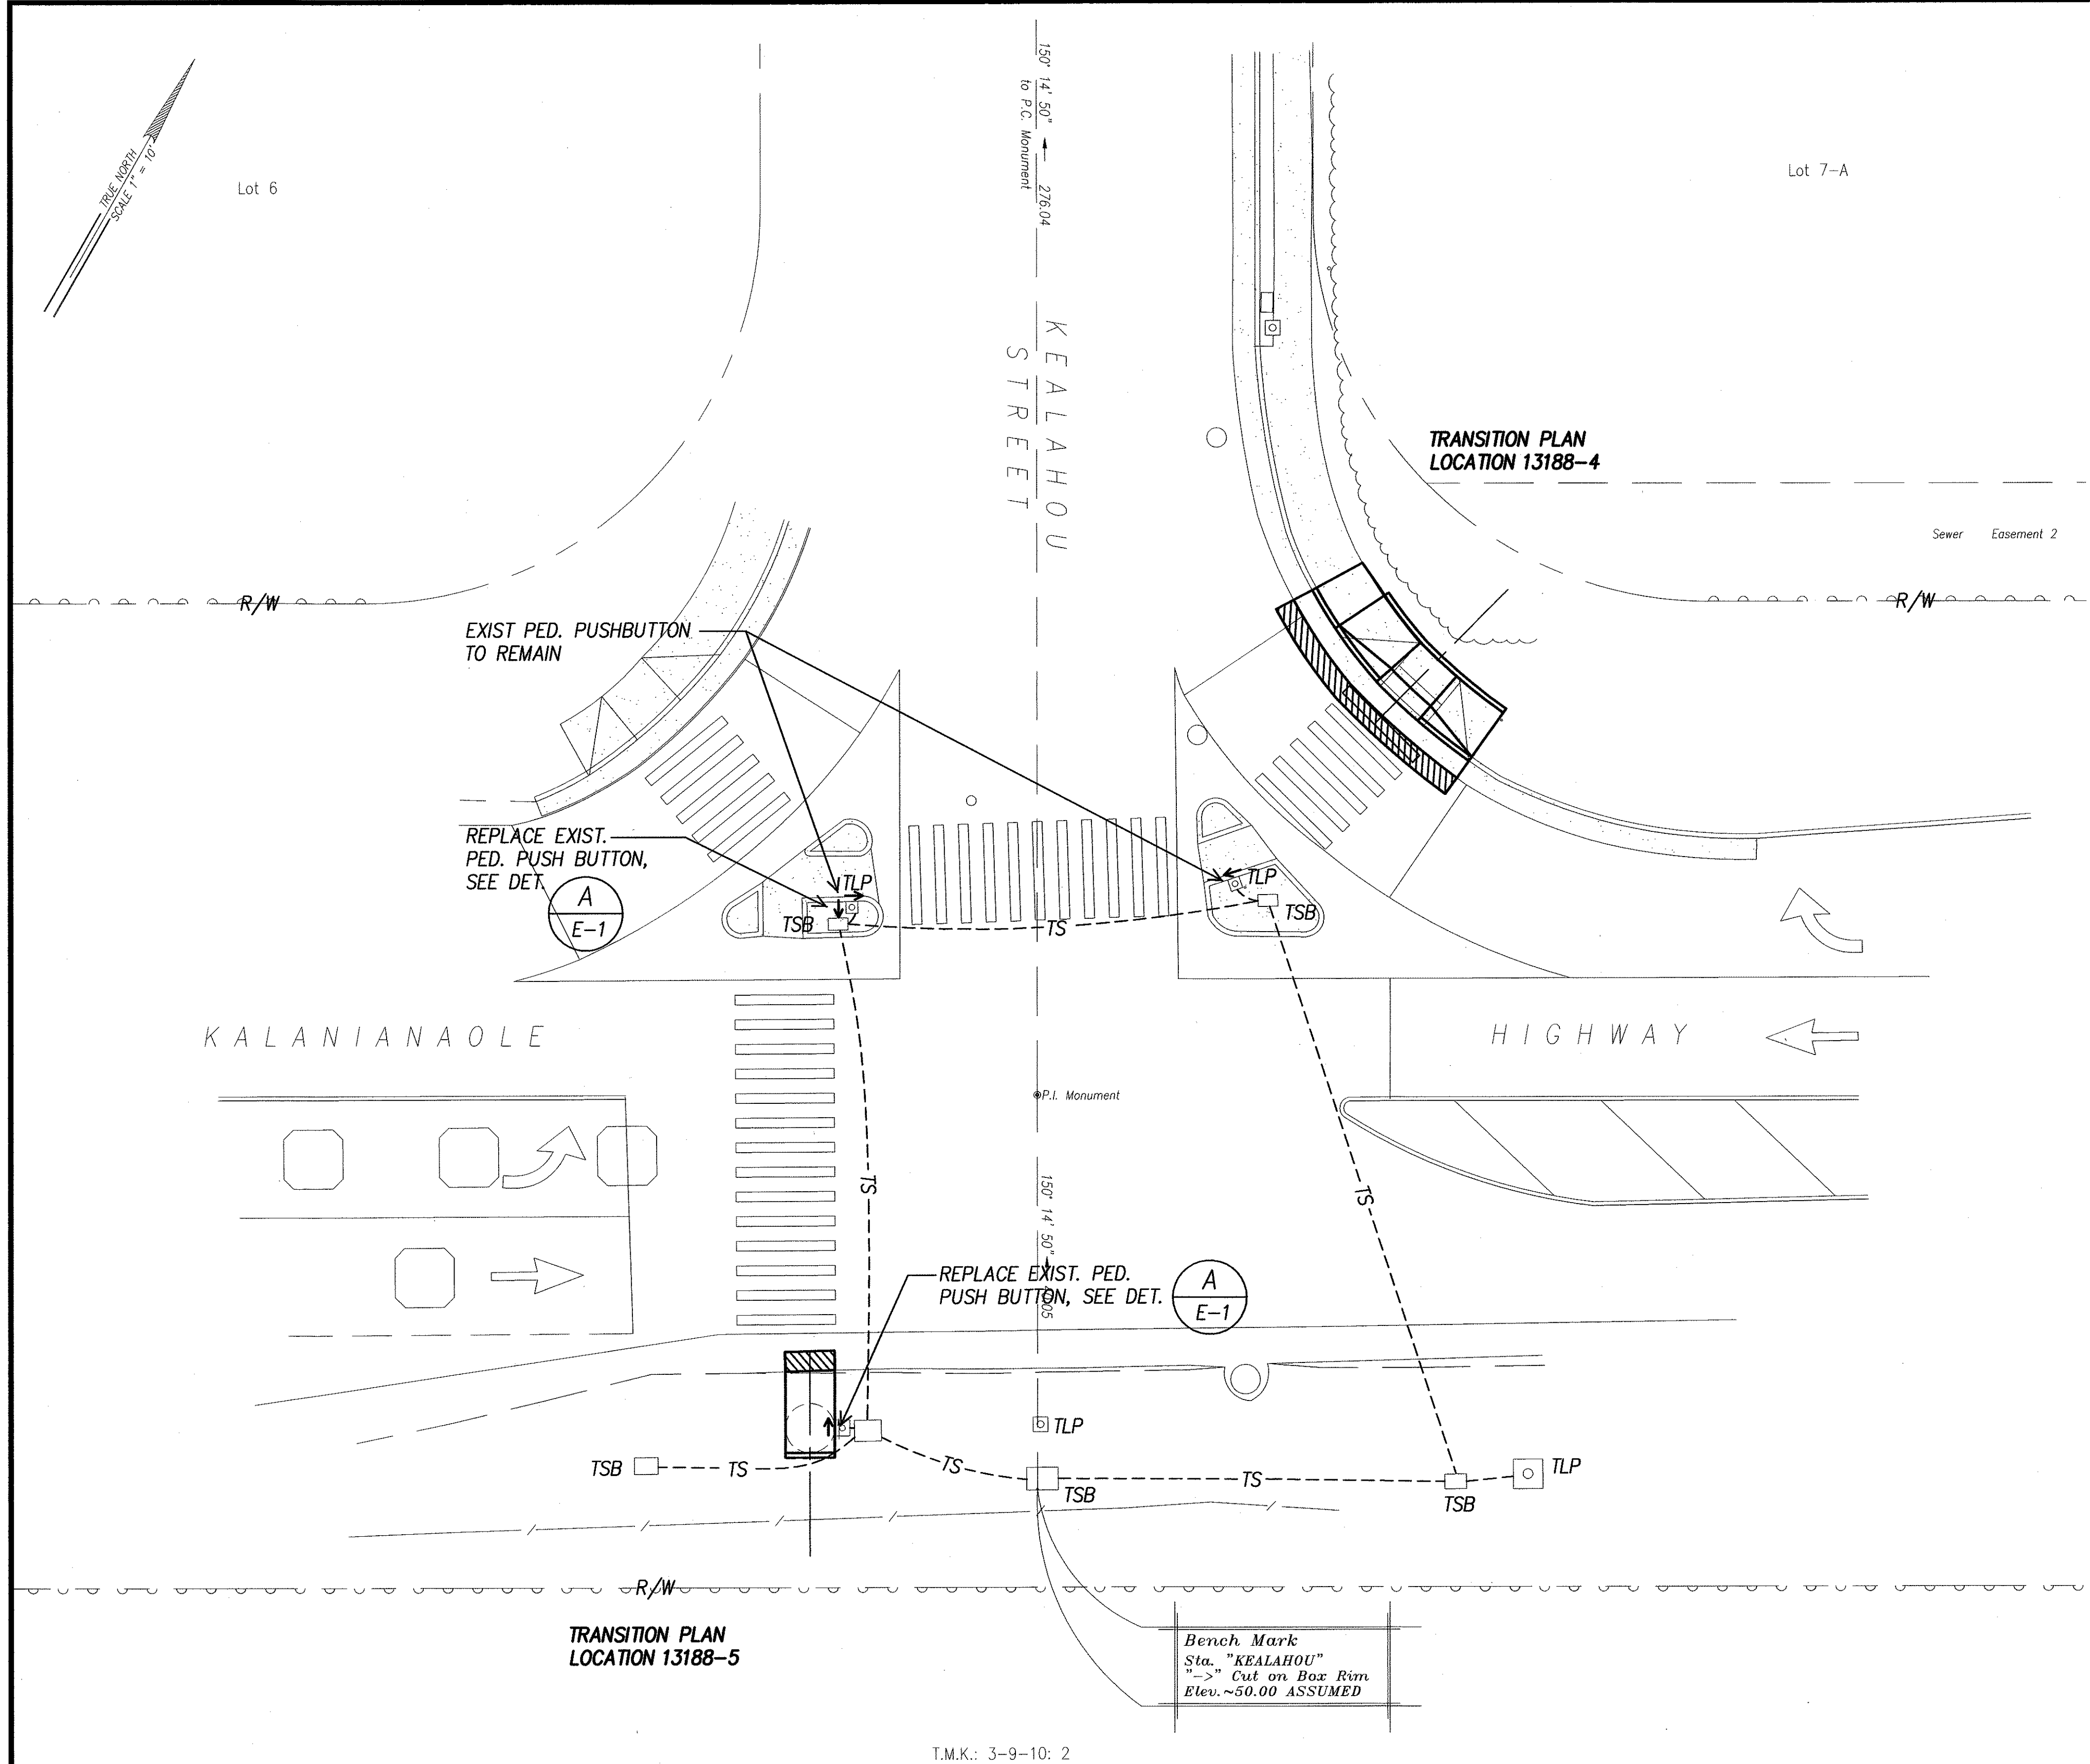 150° 14' 50" 276.04
to P.C. Monument
TRUE NORTH
SCALE 1" = 10'
Lot 6
Lot 7-A
KEALAHOU
STREET
TRANSITION PLAN
LOCATION 13188-4
Sewer Easement 2
R/W
R/W
EXIST PED. PUSHBUTTON
TO REMAIN
REPLACE EXIST.
PED. PUSH BUTTON,
SEE DET.
A
E-1
TLP
TSB
TLP
TSB
TS
KALANIANAOLE
HIGHWAY
P.I. Monument
TS
TS
150° 14' 50"
REPLACE EXIST. PED.
PUSH BUTTON, SEE DET.
A
E-1
TLP
TSB
TS
TS
TSB
TS
TSB
TLP
R/W
TRANSITION PLAN
LOCATION 13188-5
Bench Mark
Sta. "KEALAHOU"
"->" Cut on Box Rim
Elev.~50.00 ASSUMED
T.M.K.: 3-9-10: 2